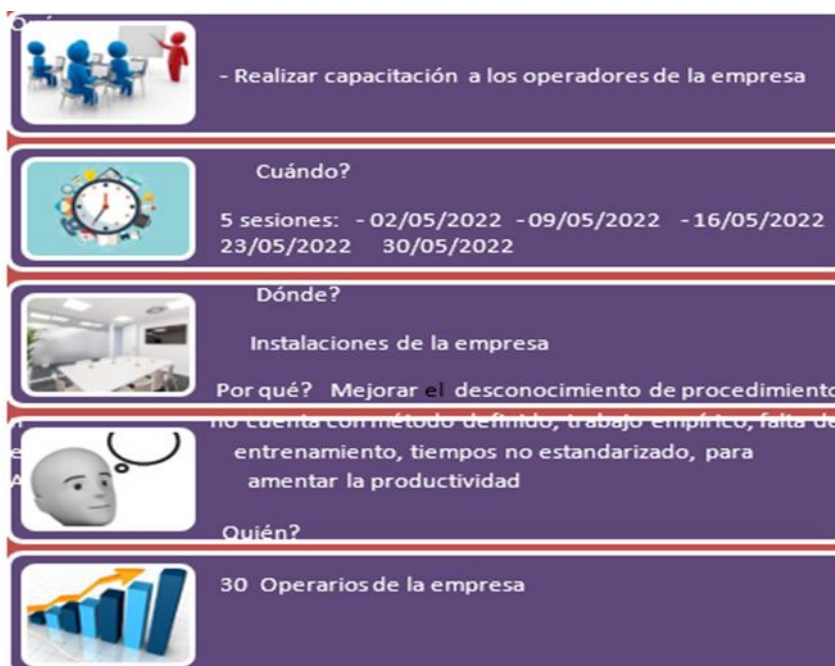 - Realizar capacitación a los operadores de la empresa
Cuándo?
5 sesiones: - 02/05/2022 - 09/05/2022 - 16/05/2022
23/05/2022 30/05/2022
Dónde?
Instalaciones de la empresa
Por qué? Mejorar el desconocimiento de procedimiento
no cuenta con método definido, trabajo empírico, falta de
entrenamiento, tiempos no estandarizado, para
amentar la productividad
Quién?
30 Operarios de la empresa